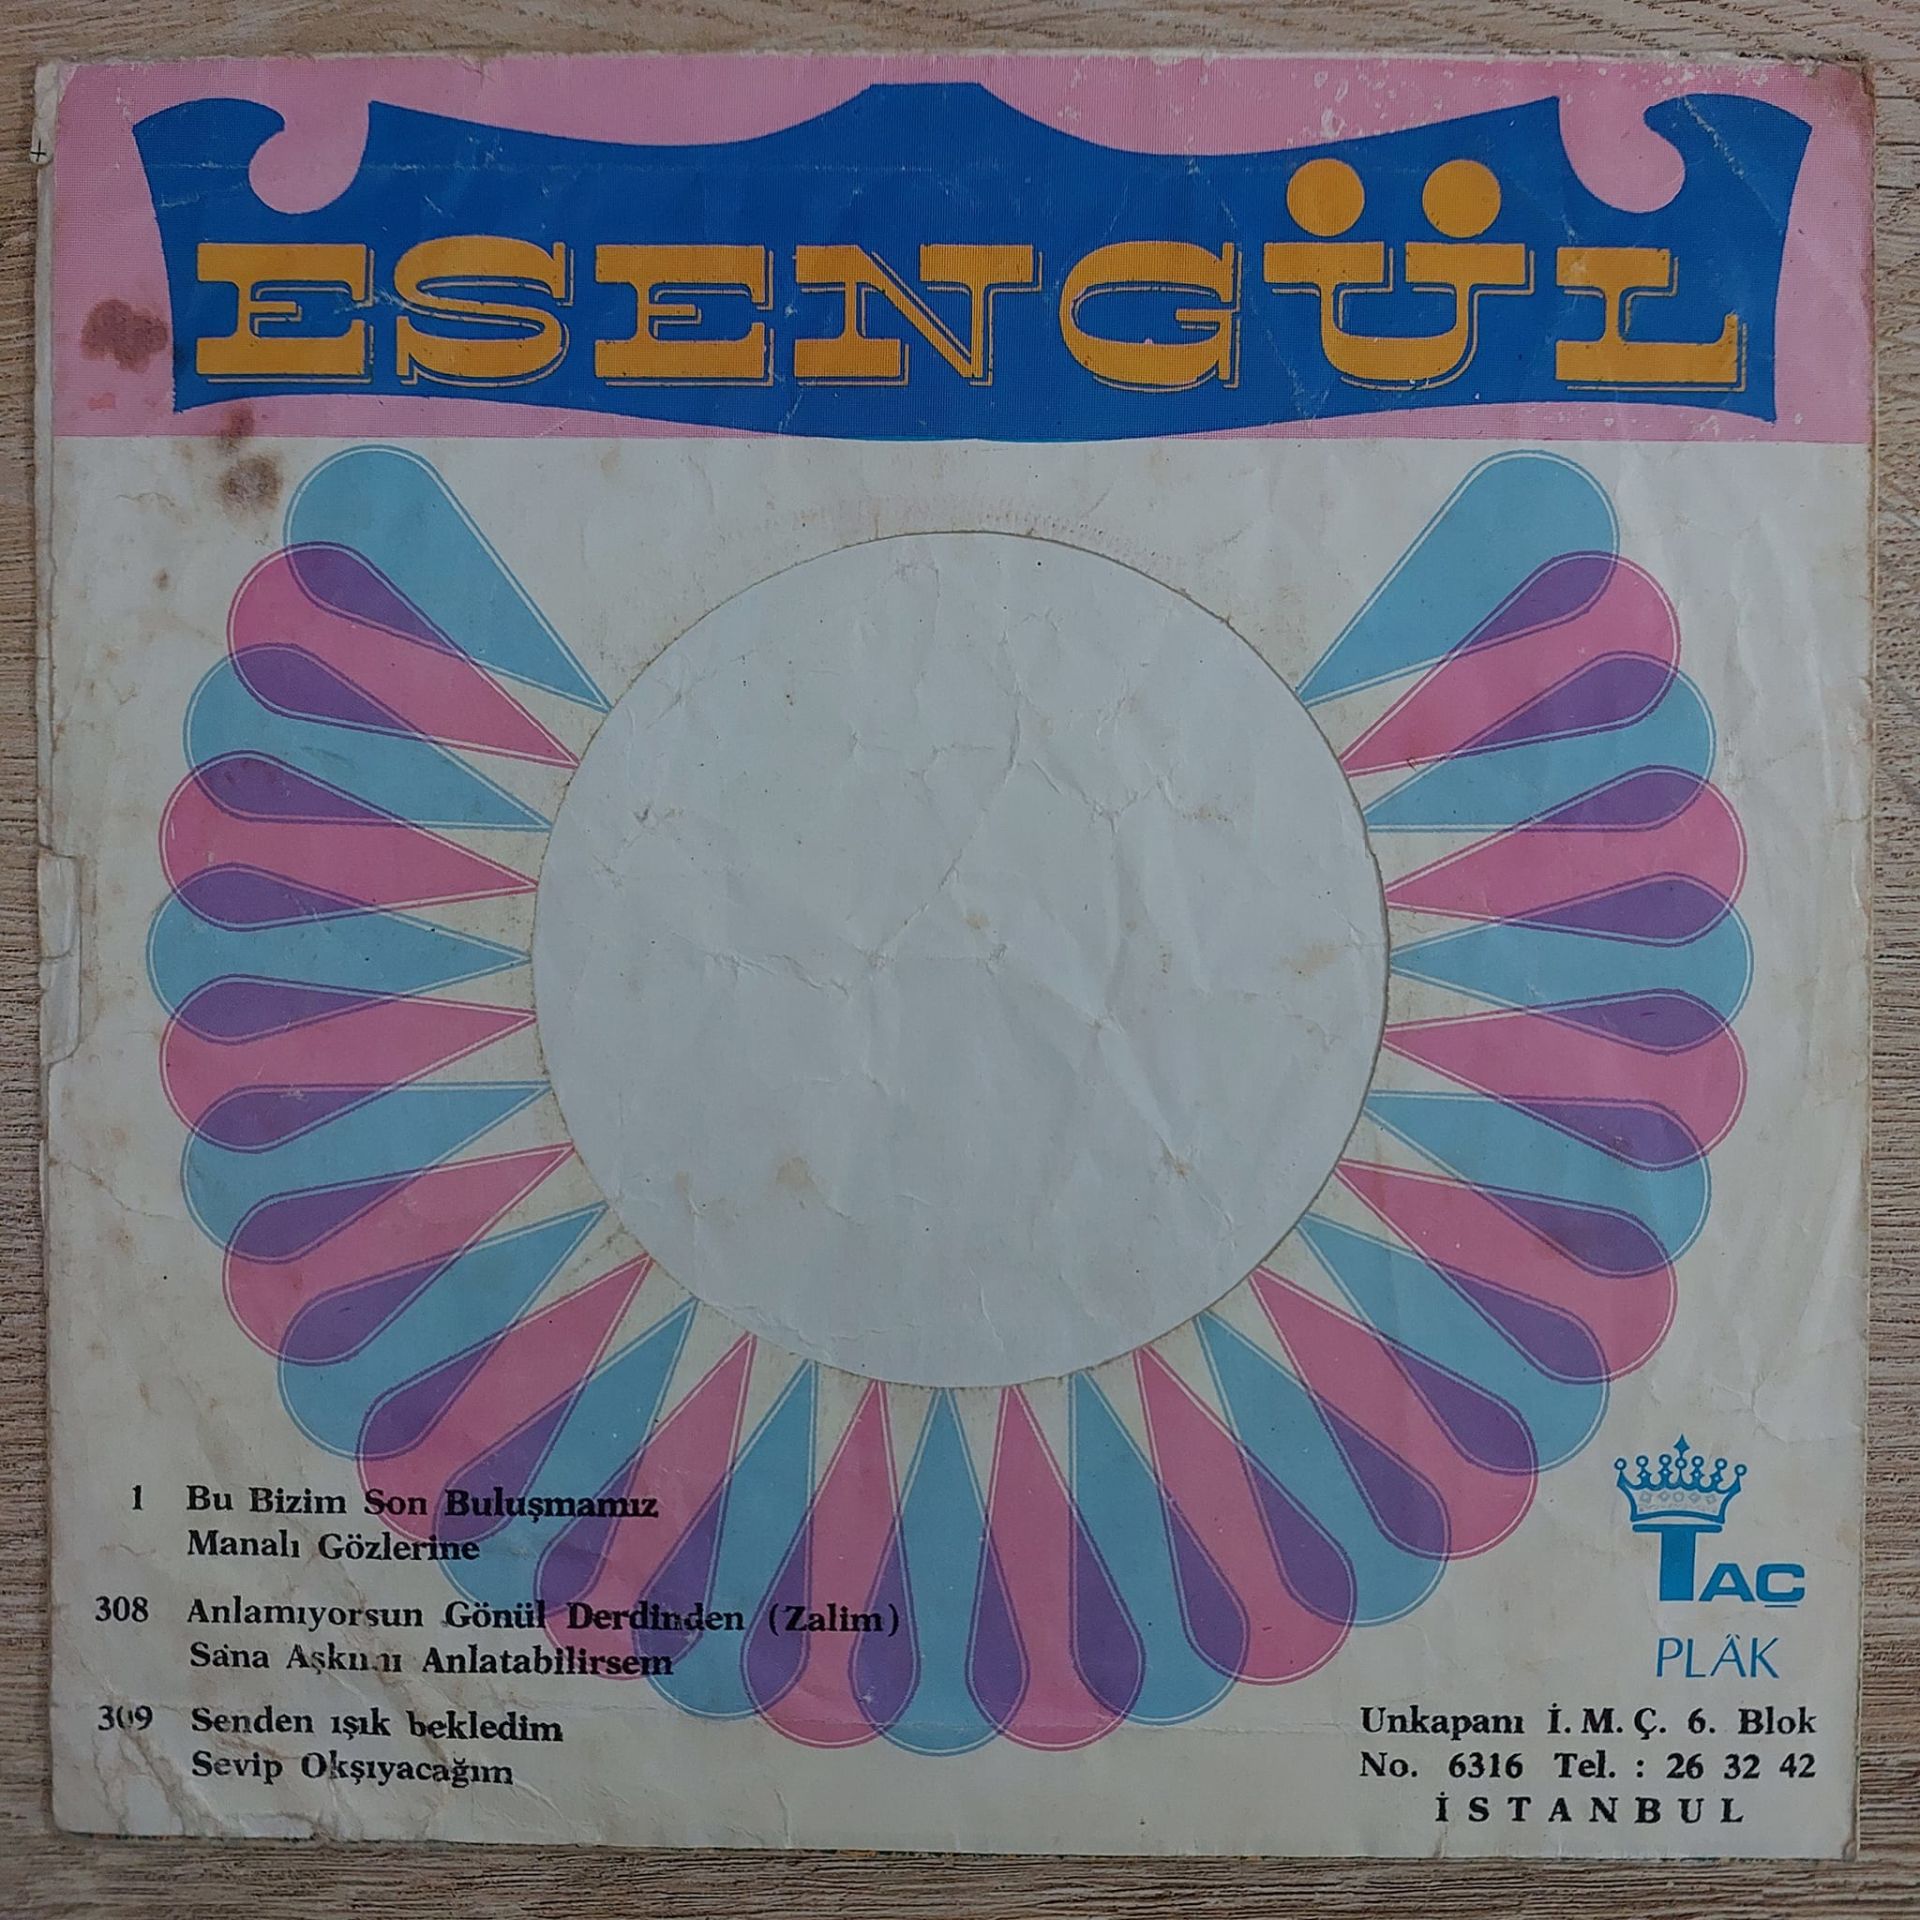 ESENGÜL
1 Bu Bizim Son Buluşmamız
Manalı Gözlerine
308 Anlamıyorsun Gönül Derdinden (Zalim)
Sana Aşkımı Anlatabilirsem
309 Senden ışık bekledim
Sevip Okşıyacağım
TAÇ
PLÂK
Unkapanı İ. M. Ç. 6. Blok
No. 6316 Tel. : 26 32 42
İSTANBUL